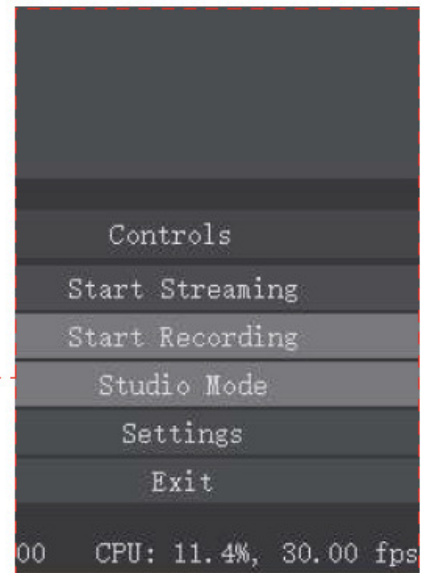 Controls
Start Streaming
Start Recording
Studio Mode
Settings
Exit
00 CPU: 11.4%, 30.00 fps